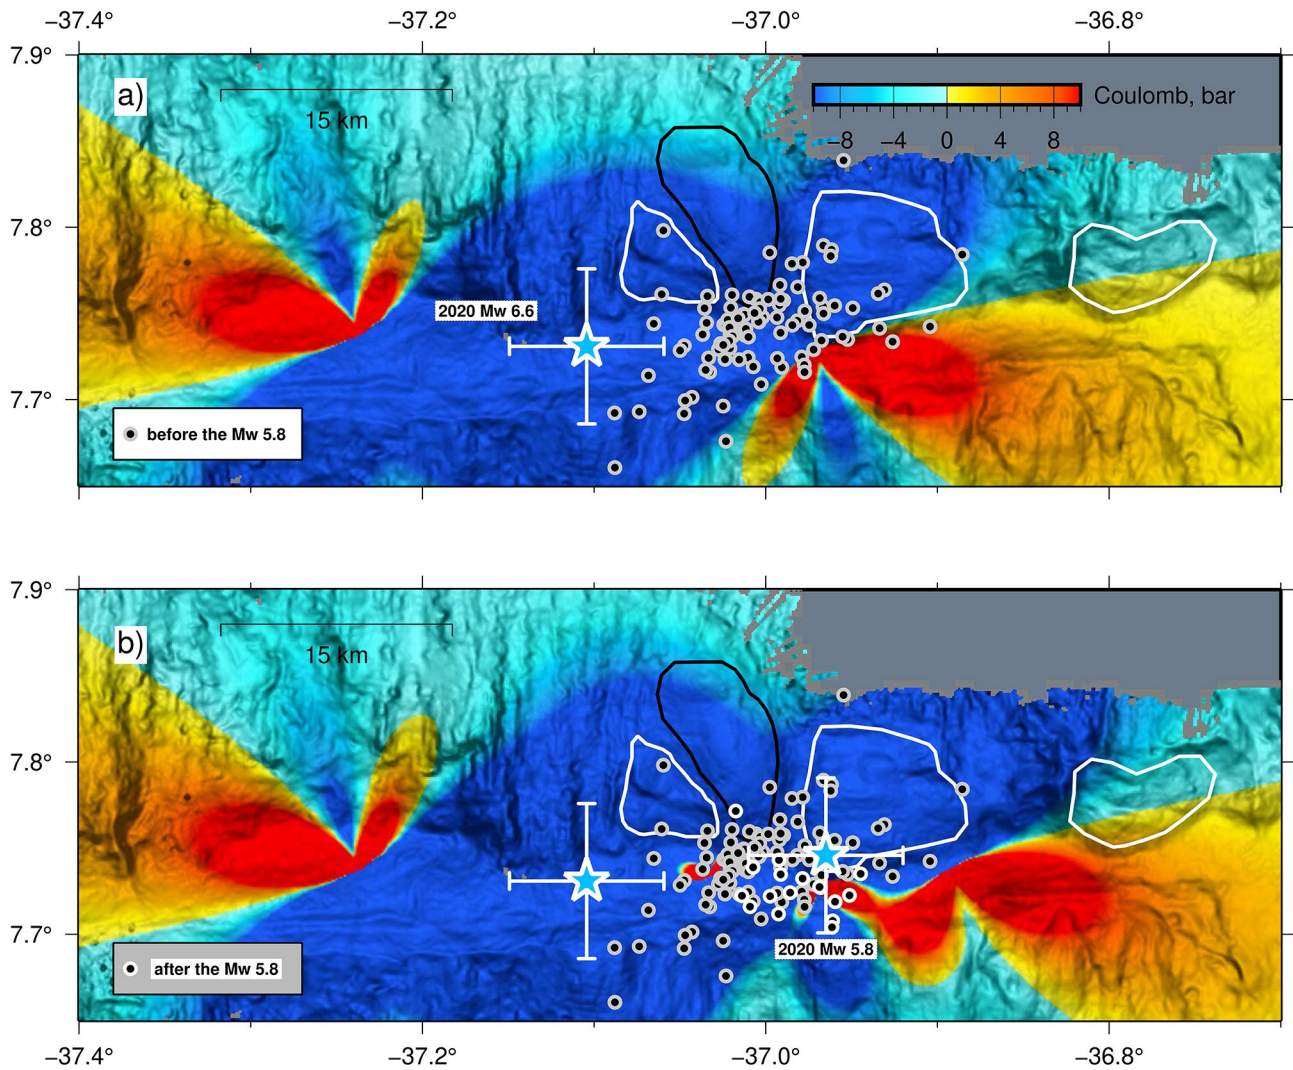 −37.4° −37.2° −37.0° −36.8°
7.9°
a)
15 km
Coulomb, bar
−8 −4 0 4 8
7.8°
2020 Mw 6.6
7.7°
before the Mw 5.8
7.9°
b)
15 km
7.8°
7.7°
2020 Mw 5.8
after the Mw 5.8
−37.4° −37.2° −37.0° −36.8°